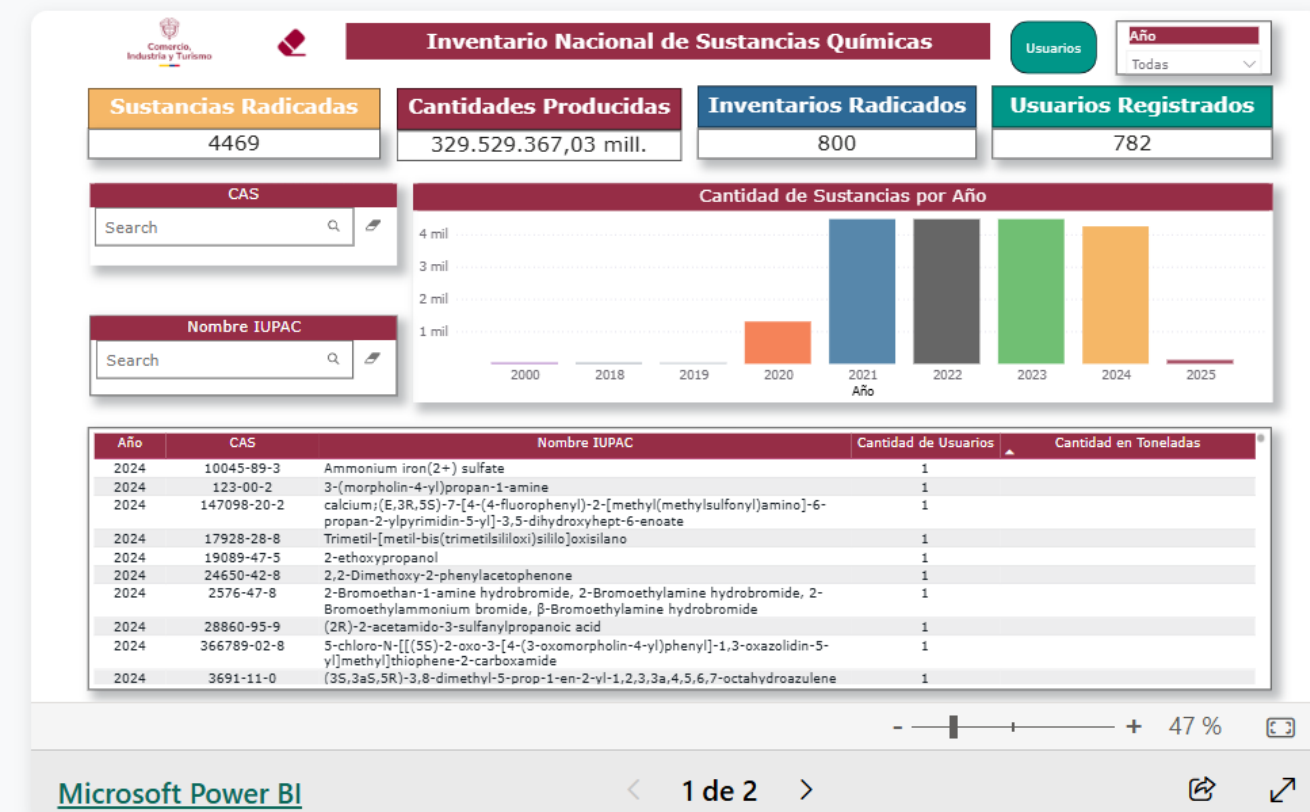 Comercio,
Industria y Turismo
Inventario Nacional de Sustancias Químicas
Usuarios
Año
Todas
Sustancias Radicadas
4469
Cantidades Producidas
329.529.367,03 mill.
Inventarios Radicados
800
Usuarios Registrados
782
CAS
Search
Nombre IUPAC
Search
Cantidad de Sustancias por Año
4 mil
3 mil
2 mil
1 mil
2000 2018 2019 2020 2021 2022 2023 2024 2025
Año
Año CAS Nombre IUPAC Cantidad de Usuarios Cantidad en Toneladas
2024 10045-89-3 Ammonium iron(2+) sulfate 1
2024 123-00-2 3-(morpholin-4-yl)propan-1-amine 1
2024 147098-20-2 calcium;(E,3R,5S)-7-[4-(4-fluorophenyl)-2-[methyl(methylsulfonyl)amino]-6- 1
propan-2-ylpyrimidin-5-yl]-3,5-dihydroxyhept-6-enoate
2024 17928-28-8 Trimetil-[metil-bis(trimetilsililoxi)sililo]oxisilano 1
2024 19089-47-5 2-ethoxypropanol 1
2024 24650-42-8 2,2-Dimethoxy-2-phenylacetophenone 1
2024 2576-47-8 2-Bromoethan-1-amine hydrobromide, 2-Bromoethylamine hydrobromide, 2- 1
Bromoethylammonium bromide, β-Bromoethylamine hydrobromide
2024 28860-95-9 (2R)-2-acetamido-3-sulfanylpropanoic acid 1
2024 366789-02-8 5-chloro-N-[[(5S)-2-oxo-3-[4-(3-oxomorpholin-4-yl)phenyl]-1,3-oxazolidin-5- 1
yl]methyl]thiophene-2-carboxamide
2024 3691-11-0 (3S,3aS,5R)-3,8-dimethyl-5-prop-1-en-2-yl-1,2,3,3a,4,5,6,7-octahydroazulene 1
- + 47 %
Microsoft Power BI
1 de 2